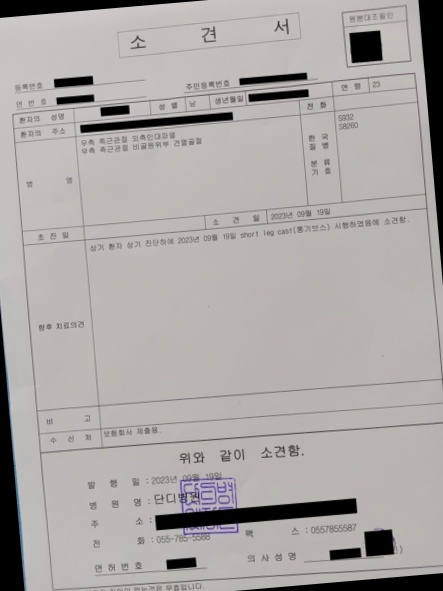 소 견 서
원본대조필인
등록번호
연 번 호 주민등록번호
환자의 성명 성 별 남 생년월일 연 령 23
환자의 주소 전 화
병 명
우측 족근관절 외측인대파열
우측 족근관절 비골원위부 견열골절
한 국
질 병
분 류
기 호
S932
S8260
초 진 일 소 견 일 2023년 09월 19일
향후 치료의견
상기 환자 상기 진단하에 2023년 09월 19일 short leg cast(통기브스) 시행하였음에 소견함.
비 고
수 신 처 보험회사 제출용.
위와 같이 소견함.
발 행 일 : 2023년 09월 19일
병 원 명 : 단디병원
주 소 :
전 화 : 055-785-5588 팩 스 : 0557855587
면허번호 의사성명